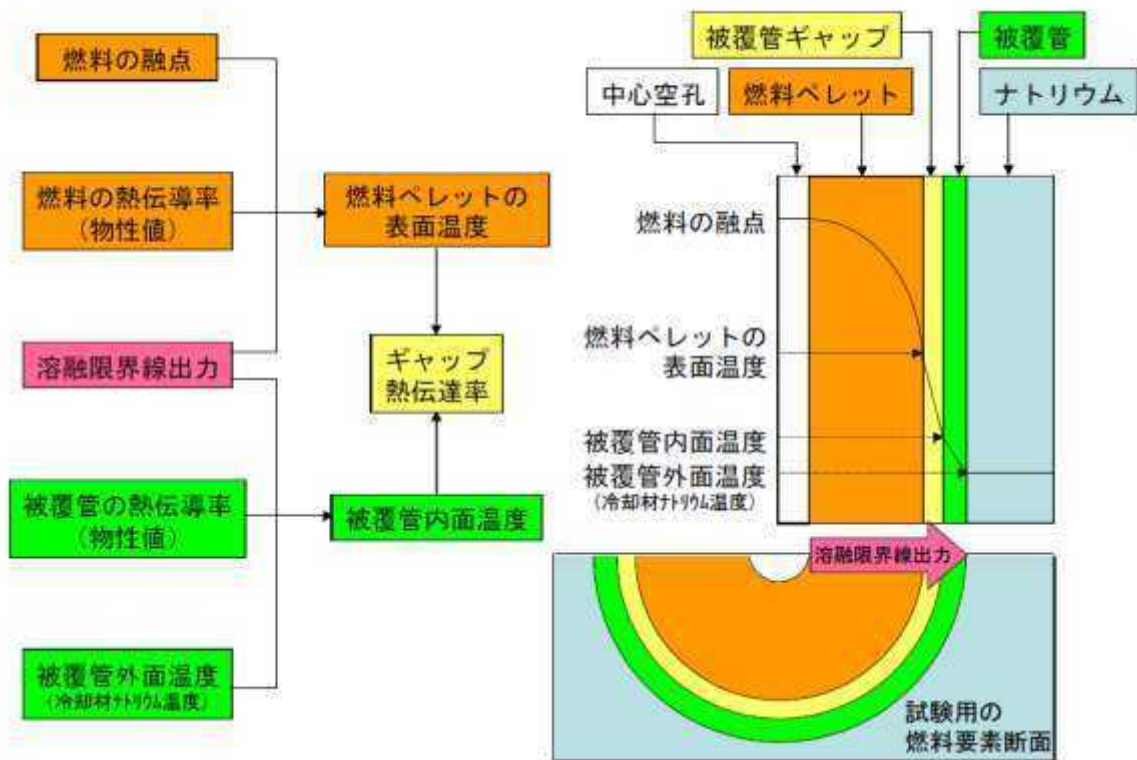 燃料の融点
燃料の熱伝導率
(物性値)
燃料ペレットの
表面温度
溶融限界線出力
ギャップ
熱伝達率
被覆管の熱伝導率
(物性値)
被覆管内面温度
被覆管外面温度
(冷却材ナトリウム温度)
被覆管ギャップ
被覆管
中心空孔
燃料ペレット
ナトリウム
燃料の融点
燃料ペレットの
表面温度
被覆管内面温度
被覆管外面温度
(冷却材ナトリウム温度)
溶融限界線出力
試験用の
燃料要素断面